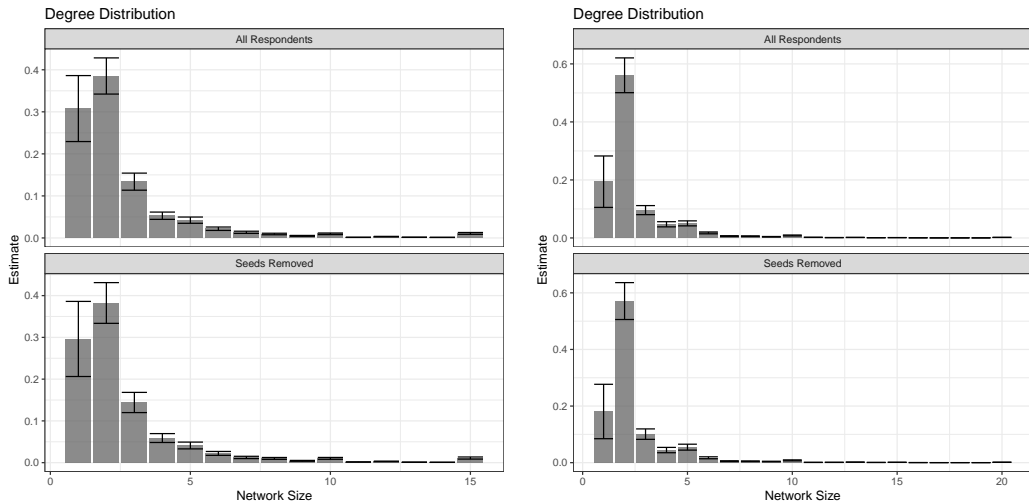 Degree Distribution
All Respondents
0.4
0.3
0.2
0.1
0.0
Seeds Removed
0.4
0.3
0.2
0.1
0.0
Estimate
0
5
10
15
Network Size
Degree Distribution
All Respondents
0.6
0.4
0.2
0.0
Seeds Removed
0.6
0.4
0.2
0.0
Estimate
0
5
10
15
20
Network Size